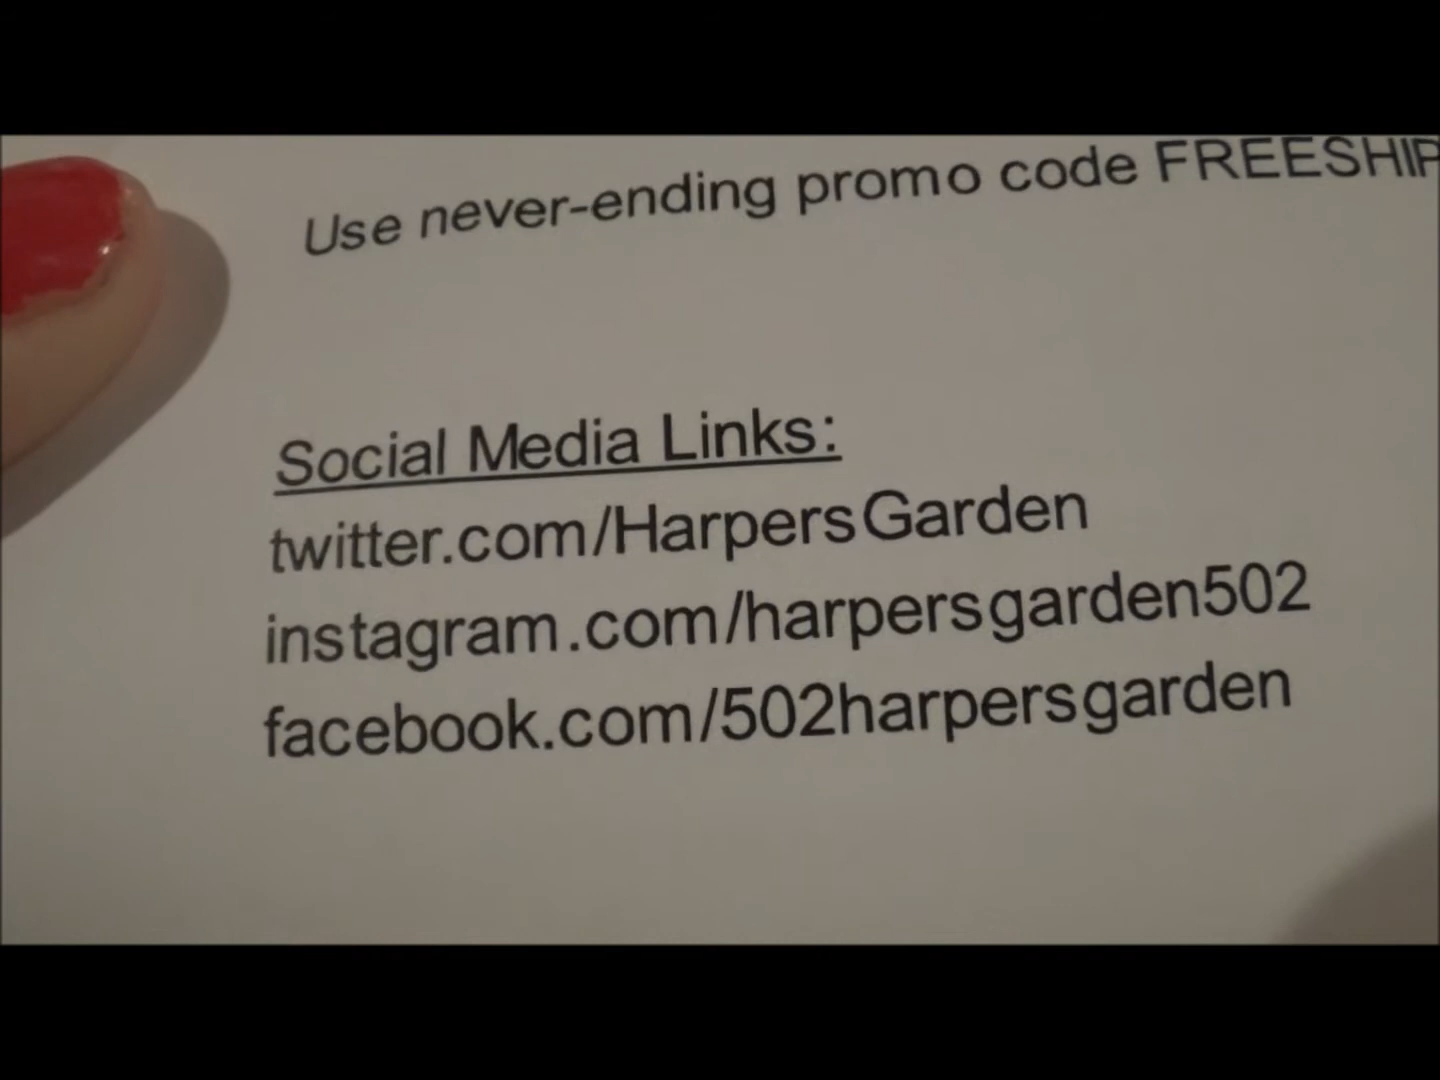 Use never-ending promo code FREESHIP
Social Media Links:
twitter.com/HarpersGarden
instagram.com/harpersgarden502
facebook.com/502harpersgarden